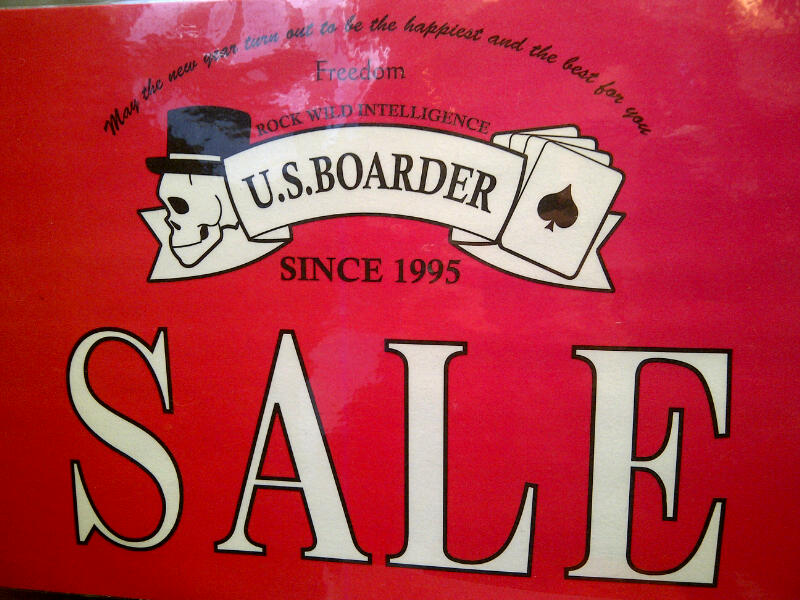 May the new year turn out to be the happiest and the best for you
Freedom
ROCK WILD INTELLIGENCE
U.S.BOARDER
SINCE 1995
SALE